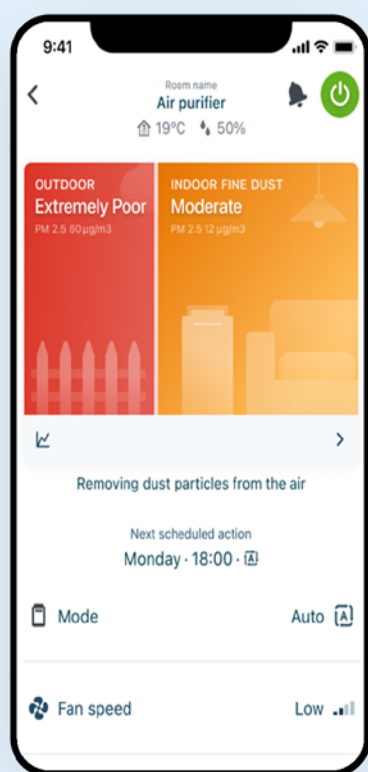 9:41
Room name
Air purifier
19°C 50%
OUTDOOR
Extremely Poor
PM 2.5 60 µg/m3
INDOOR FINE DUST
Moderate
PM 2.5 12 µg/m3
Removing dust particles from the air
Next scheduled action
Monday · 18:00 · A
Mode
Auto A
Fan speed
Low